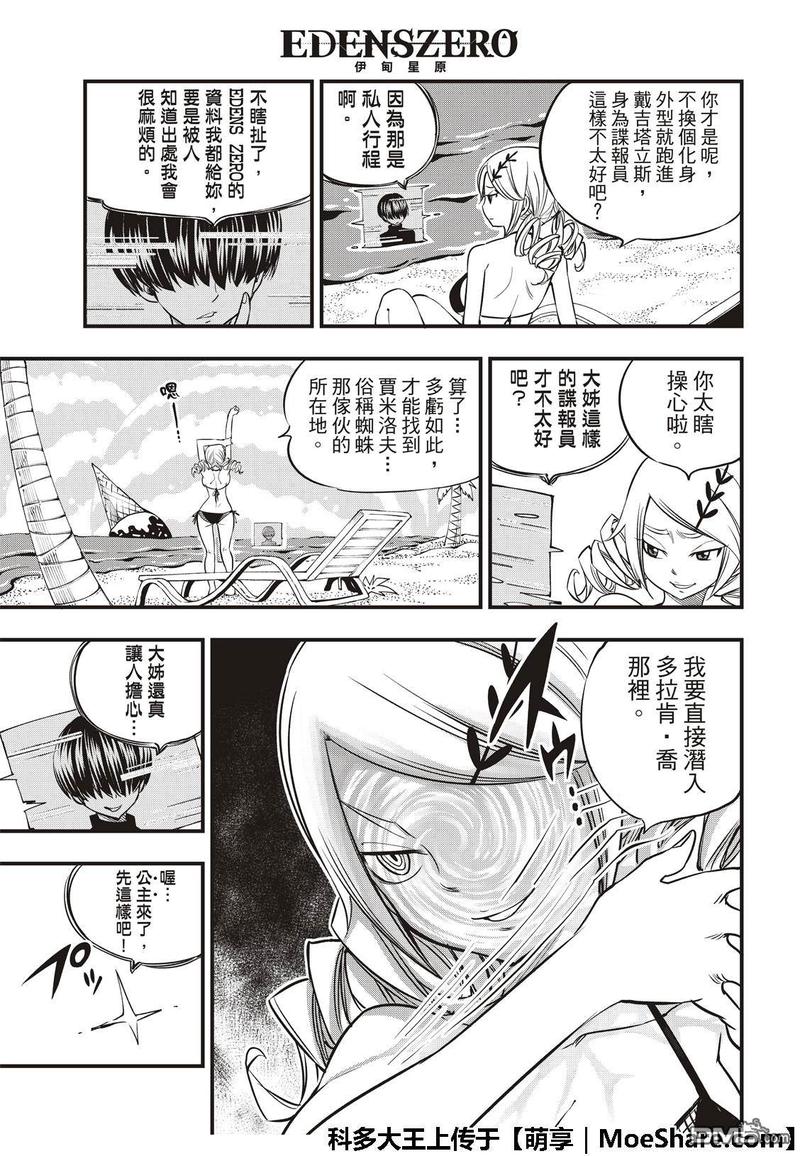 EDENSZERO
伊甸星原
你才是呢，
不換個化身
外型就跑進
戴吉塔立斯，
身為諜報員
這樣不太好吧？
因為那是
私人行程
啊。
不瞎扯了，
EDENS ZERO的
資料我都給妳，
要是被人
知道出處我會
很麻煩的。
你太瞎
操心啦。
大姊這樣
的諜報員
才不太好
吧？
算了…
多虧如此，
才能找到
賈米洛夫…
俗稱蜘蛛
那傢伙的
所在地。
嗯…
我要直接潛入
多拉肯·喬
那裡。
ズズ…
大姊還真
讓人擔心…
喔…
公主來了，
先這樣吧！
パッ
科多大王上传于【萌享｜MoeShare.com】